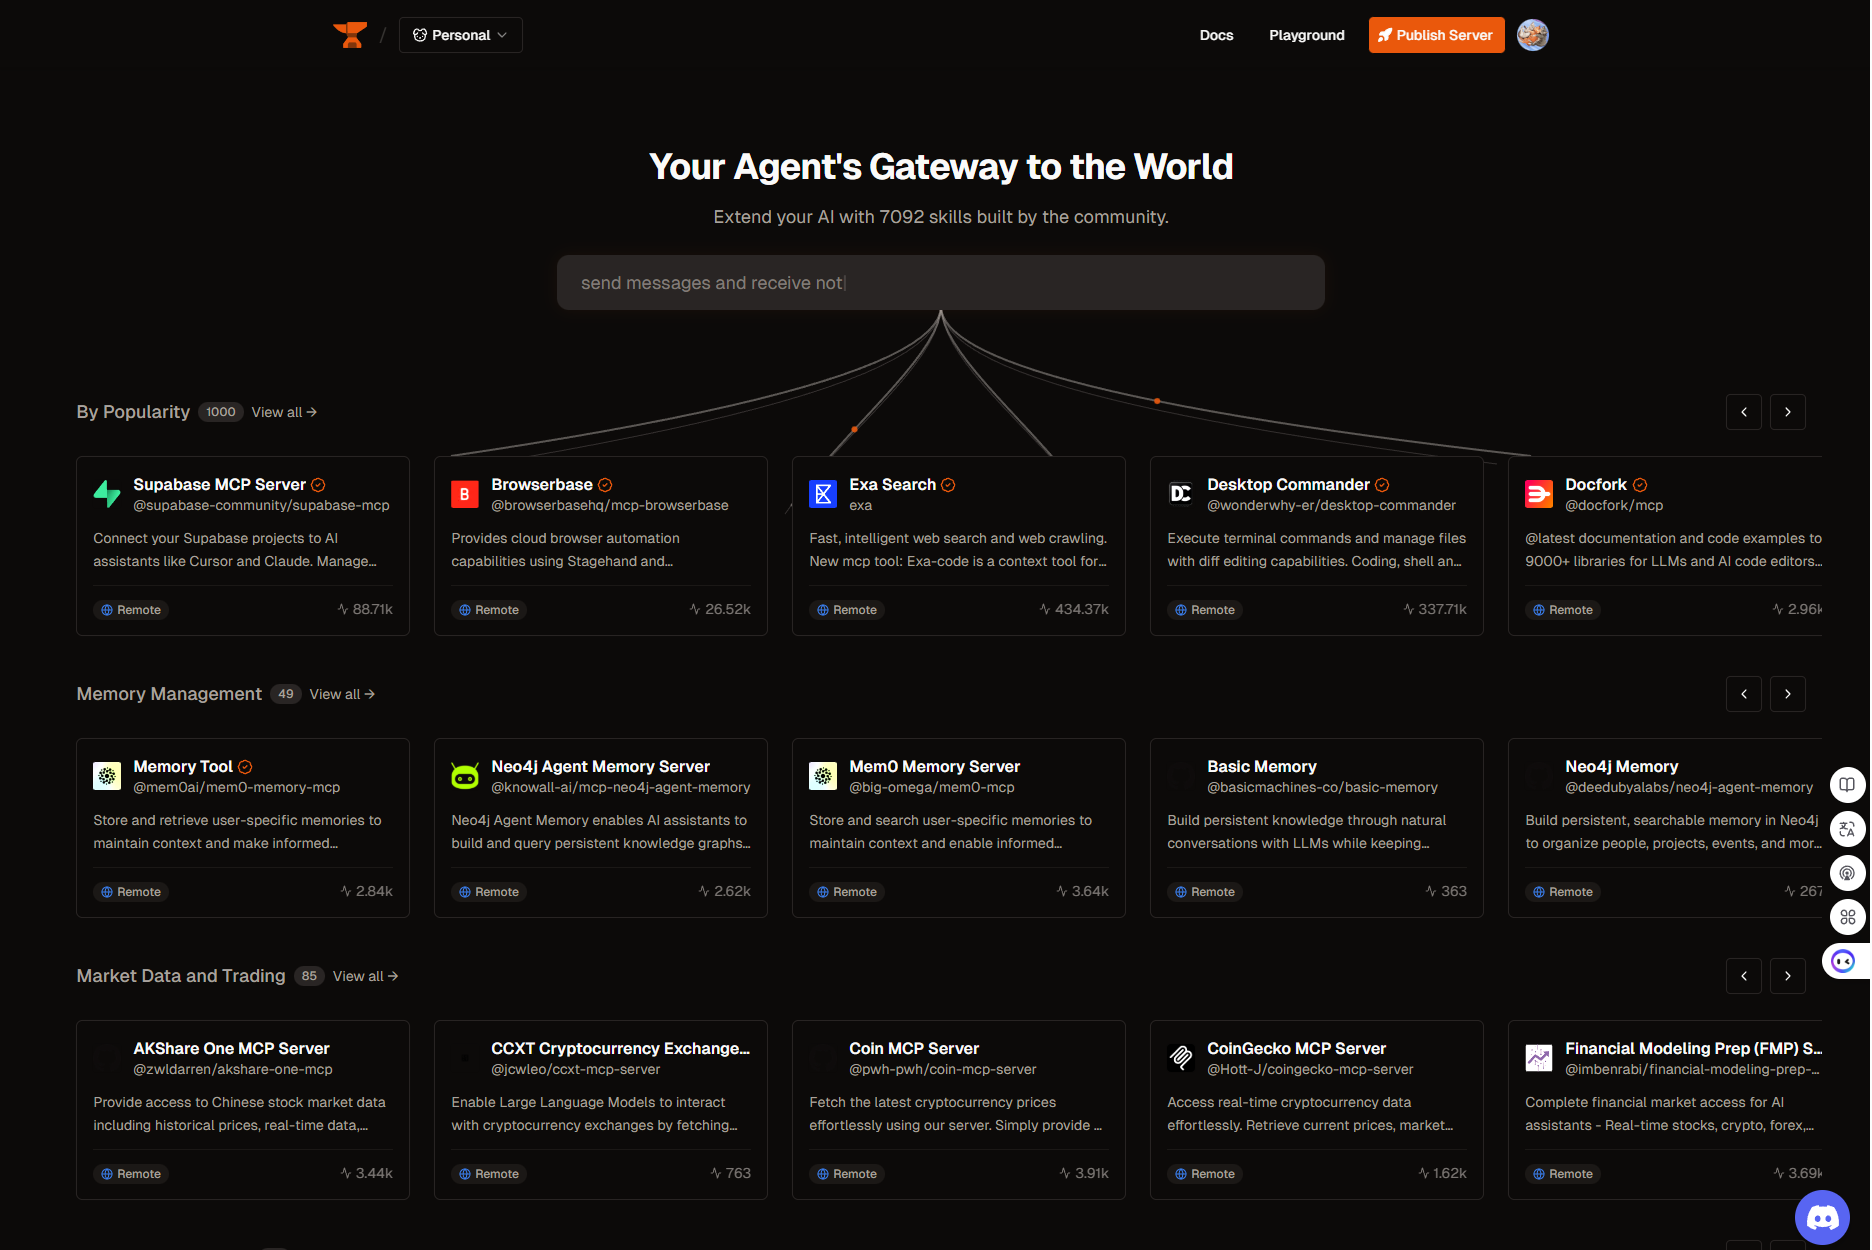 /
Personal
Docs
Playground
Publish Server
Your Agent's Gateway to the World
Extend your AI with 7092 skills built by the community.
send messages and receive not
By Popularity 1000 View all →
Supabase MCP Server
@supabase-community/supabase-mcp
Connect your Supabase projects to AI
assistants like Cursor and Claude. Manage…
Remote 88.71k
B
Browserbase
@browserbasehq/mcp-browserbase
Provides cloud browser automation
capabilities using Stagehand and…
Remote 26.52k
Exa Search
exa
Fast, intelligent web search and web crawling.
New mcp tool: Exa-code is a context tool for…
Remote 434.37k
DC
Desktop Commander
@wonderwhy-er/desktop-commander
Execute terminal commands and manage files
with diff editing capabilities. Coding, shell an…
Remote 337.71k
Docfork
@docfork/mcp
@latest documentation and code examples to
9000+ libraries for LLMs and AI code editors…
Remote 2.96k
Memory Management 49 View all →
Memory Tool
@mem0ai/mem0-memory-mcp
Store and retrieve user-specific memories to
maintain context and make informed…
Remote 2.84k
Neo4j Agent Memory Server
@knowall-ai/mcp-neo4j-agent-memory
Neo4j Agent Memory enables AI assistants to
build and query persistent knowledge graphs…
Remote 2.62k
Mem0 Memory Server
@big-omega/mem0-mcp
Store and search user-specific memories to
maintain context and enable informed…
Remote 3.64k
Basic Memory
@basicmachines-co/basic-memory
Build persistent knowledge through natural
conversations with LLMs while keeping…
Remote 363
Neo4j Memory
@deedubyalabs/neo4j-agent-memory
Build persistent, searchable memory in Neo4j
to organize people, projects, events, and mor…
Remote 267
Market Data and Trading 85 View all →
AKShare One MCP Server
@zwldarren/akshare-one-mcp
Provide access to Chinese stock market data
including historical prices, real-time data,…
Remote 3.44k
CCXT Cryptocurrency Exchange…
@jcwleo/ccxt-mcp-server
Enable Large Language Models to interact
with cryptocurrency exchanges by fetching…
Remote 763
Coin MCP Server
@pwh-pwh/coin-mcp-server
Fetch the latest cryptocurrency prices
effortlessly using our server. Simply provide …
Remote 3.91k
CoinGecko MCP Server
@Hott-J/coingecko-mcp-server
Access real-time cryptocurrency data
effortlessly. Retrieve current prices, market…
Remote 1.62k
Financial Modeling Prep (FMP) S…
@imbenrabi/financial-modeling-prep-…
Complete financial market access for AI
assistants - Real-time stocks, crypto, forex,…
Remote 3.69k